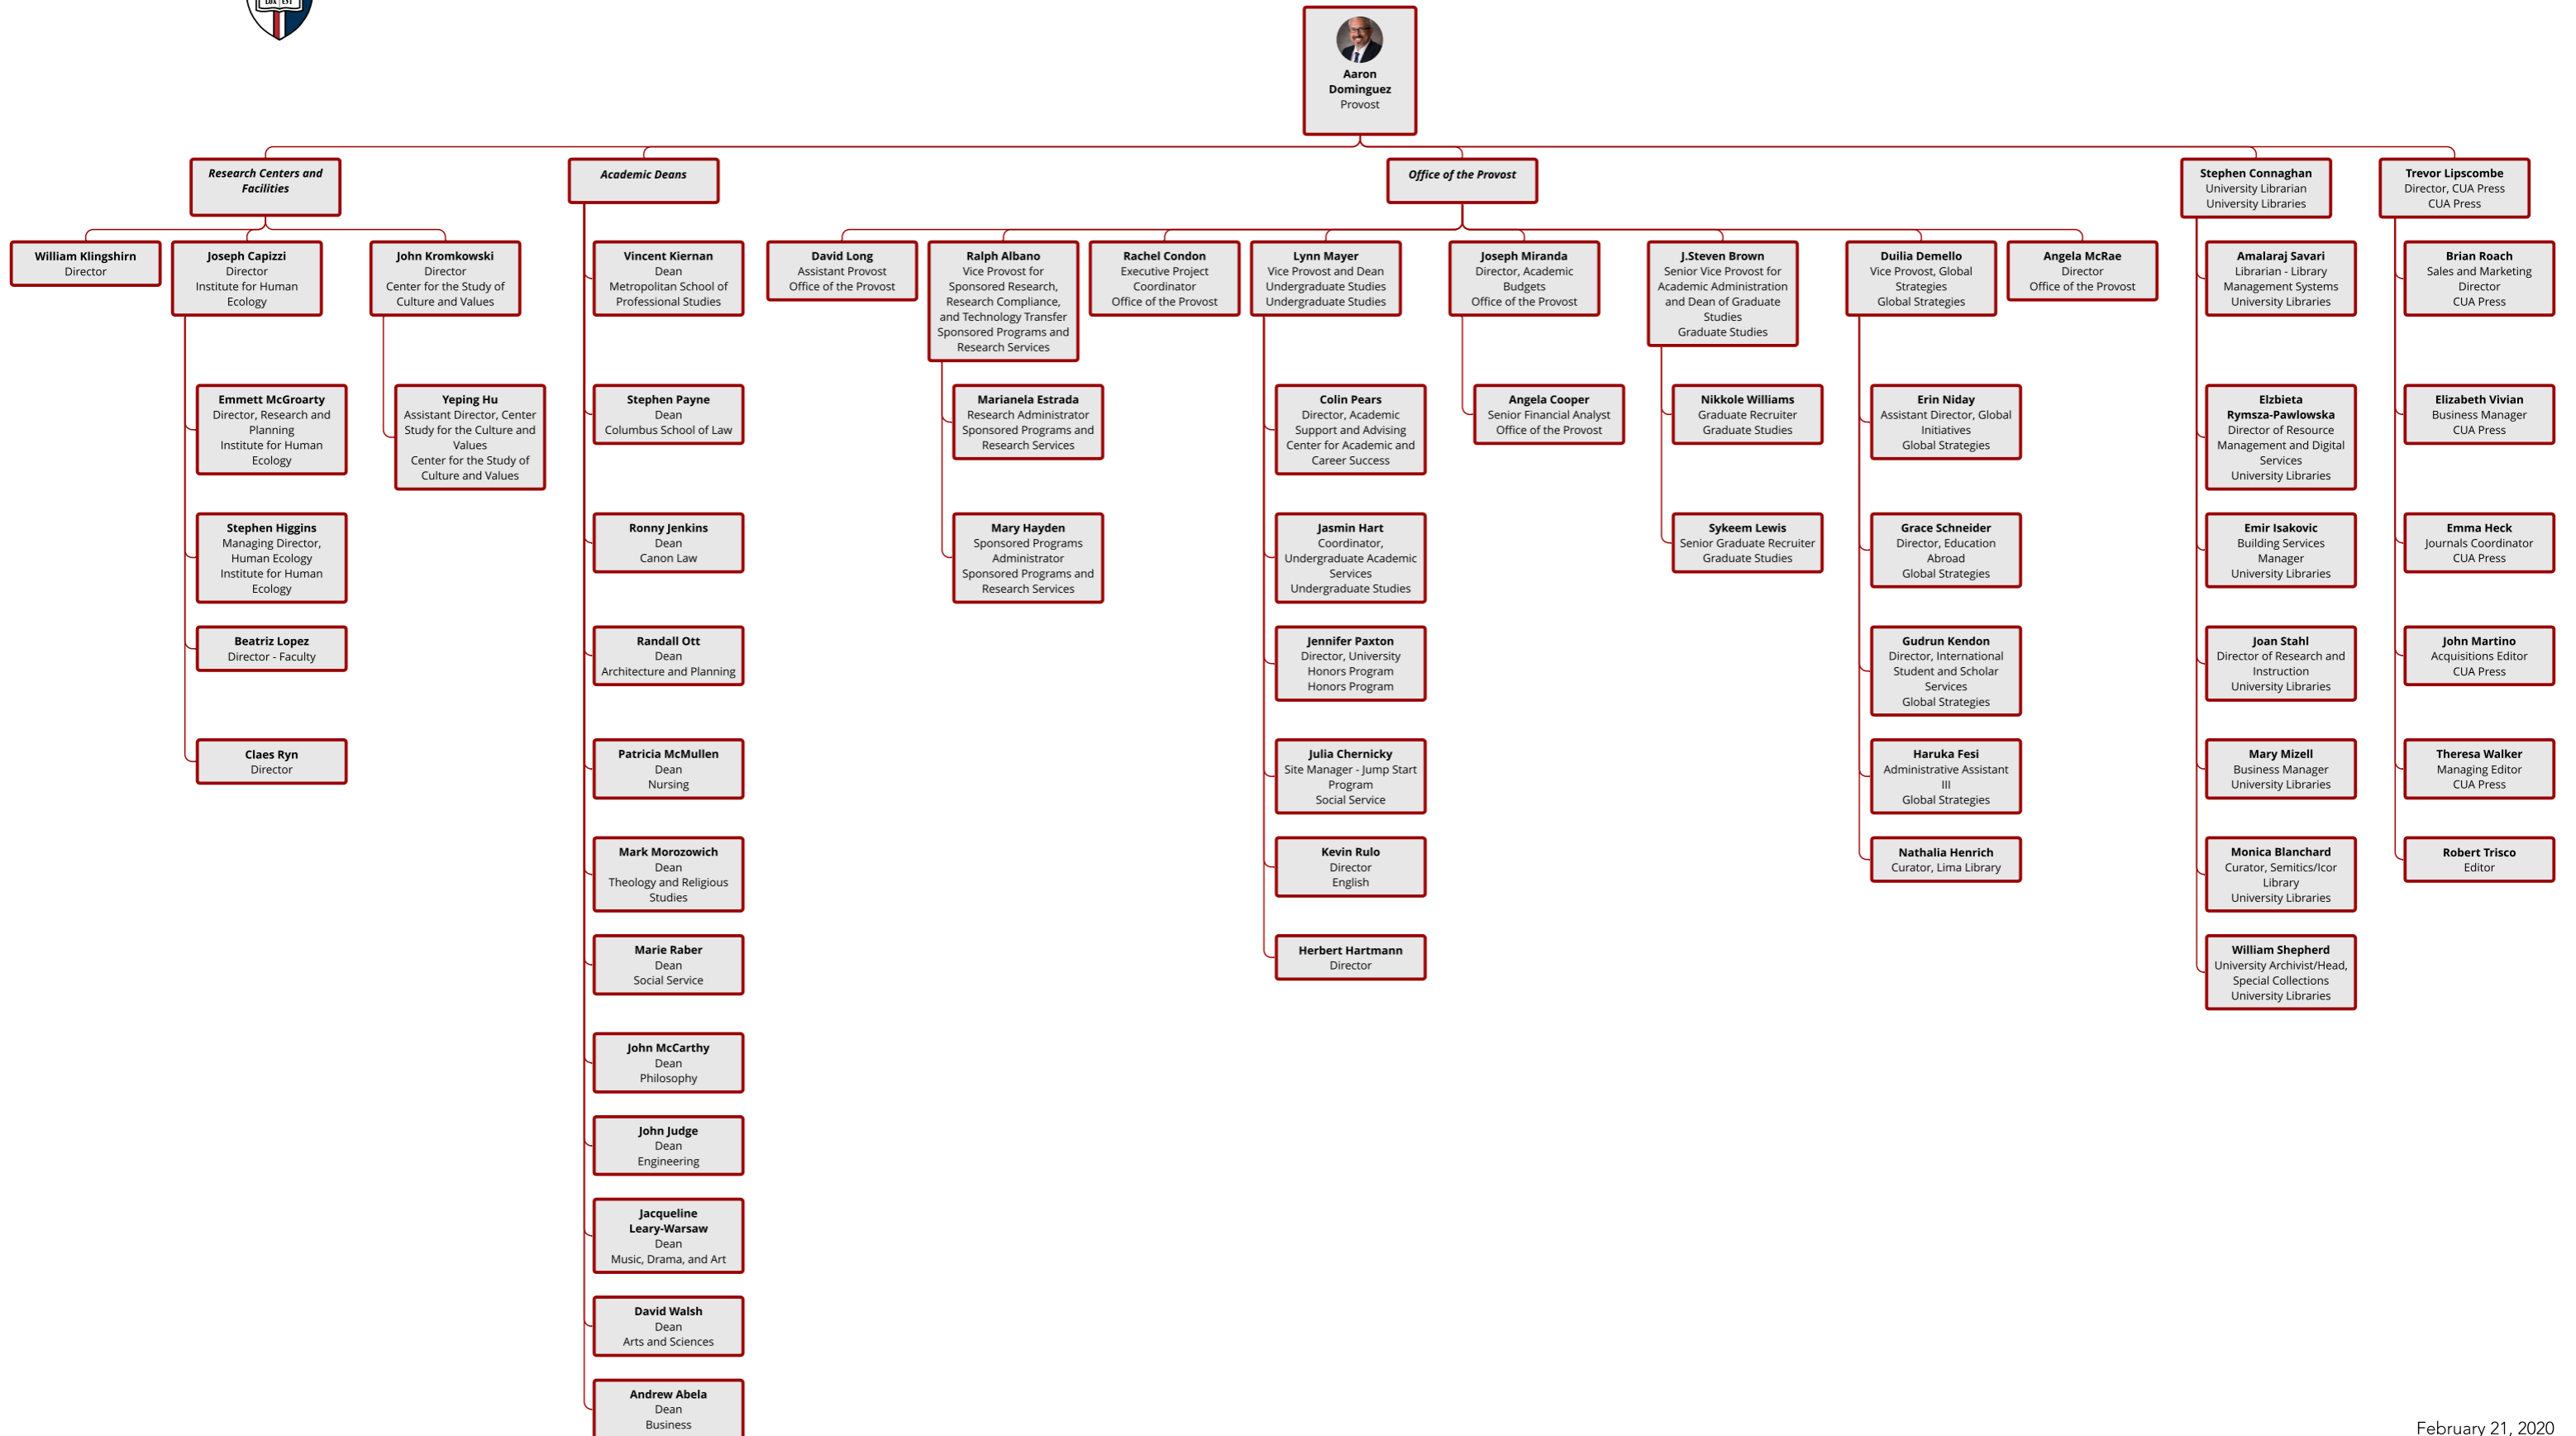 LUX EST
Aaron
Dominguez
Provost
Research Centers and
Facilities
Academic Deans
Office of the Provost
Stephen Connaghan
University Librarian
University Libraries
Trevor Lipscombe
Director, CUA Press
CUA Press
William Klingshirn
Director
Joseph Capizzi
Director
Institute for Human
Ecology
John Kromkowski
Director
Center for the Study of
Culture and Values
Vincent Kiernan
Dean
Metropolitan School of
Professional Studies
David Long
Assistant Provost
Office of the Provost
Ralph Albano
Vice Provost for
Sponsored Research,
Research Compliance,
and Technology Transfer
Sponsored Programs and
Research Services
Rachel Condon
Executive Project
Coordinator
Office of the Provost
Lynn Mayer
Vice Provost and Dean
Undergraduate Studies
Undergraduate Studies
Joseph Miranda
Director, Academic
Budgets
Office of the Provost
J.Steven Brown
Senior Vice Provost for
Academic Administration
and Dean of Graduate
Studies
Graduate Studies
Duilia Demello
Vice Provost, Global
Strategies
Global Strategies
Angela McRae
Director
Office of the Provost
Amalaraj Savari
Librarian - Library
Management Systems
University Libraries
Brian Roach
Sales and Marketing
Director
CUA Press
Emmett McGroarty
Director, Research and
Planning
Institute for Human
Ecology
Yeping Hu
Assistant Director, Center
Study for the Culture and
Values
Center for the Study of
Culture and Values
Stephen Payne
Dean
Columbus School of Law
Marianela Estrada
Research Administrator
Sponsored Programs and
Research Services
Colin Pears
Director, Academic
Support and Advising
Center for Academic and
Career Success
Angela Cooper
Senior Financial Analyst
Office of the Provost
Nikkole Williams
Graduate Recruiter
Graduate Studies
Erin Niday
Assistant Director, Global
Initiatives
Global Strategies
Elzbieta
Rymsza-Pawlowska
Director of Resource
Management and Digital
Services
University Libraries
Elizabeth Vivian
Business Manager
CUA Press
Stephen Higgins
Managing Director,
Human Ecology
Institute for Human
Ecology
Ronny Jenkins
Dean
Canon Law
Mary Hayden
Sponsored Programs
Administrator
Sponsored Programs and
Research Services
Jasmin Hart
Coordinator,
Undergraduate Academic
Services
Undergraduate Studies
Sykeem Lewis
Senior Graduate Recruiter
Graduate Studies
Grace Schneider
Director, Education
Abroad
Global Strategies
Emir Isakovic
Building Services
Manager
University Libraries
Emma Heck
Journals Coordinator
CUA Press
Beatriz Lopez
Director - Faculty
Randall Ott
Dean
Architecture and Planning
Jennifer Paxton
Director, University
Honors Program
Honors Program
Gudrun Kendon
Director, International
Student and Scholar
Services
Global Strategies
Joan Stahl
Director of Research and
Instruction
University Libraries
John Martino
Acquisitions Editor
CUA Press
Claes Ryn
Director
Patricia McMullen
Dean
Nursing
Julia Chernicky
Site Manager - Jump Start
Program
Social Service
Haruka Fesi
Administrative Assistant
III
Global Strategies
Mary Mizell
Business Manager
University Libraries
Theresa Walker
Managing Editor
CUA Press
Mark Morozowich
Dean
Theology and Religious
Studies
Kevin Rulo
Director
English
Nathalia Henrich
Curator, Lima Library
Monica Blanchard
Curator, Semitics/Icor
Library
University Libraries
Robert Trisco
Editor
Marie Raber
Dean
Social Service
Herbert Hartmann
Director
William Shepherd
University Archivist/Head,
Special Collections
University Libraries
John McCarthy
Dean
Philosophy
John Judge
Dean
Engineering
Jacqueline
Leary-Warsaw
Dean
Music, Drama, and Art
David Walsh
Dean
Arts and Sciences
Andrew Abela
Dean
Business
February 21, 2020